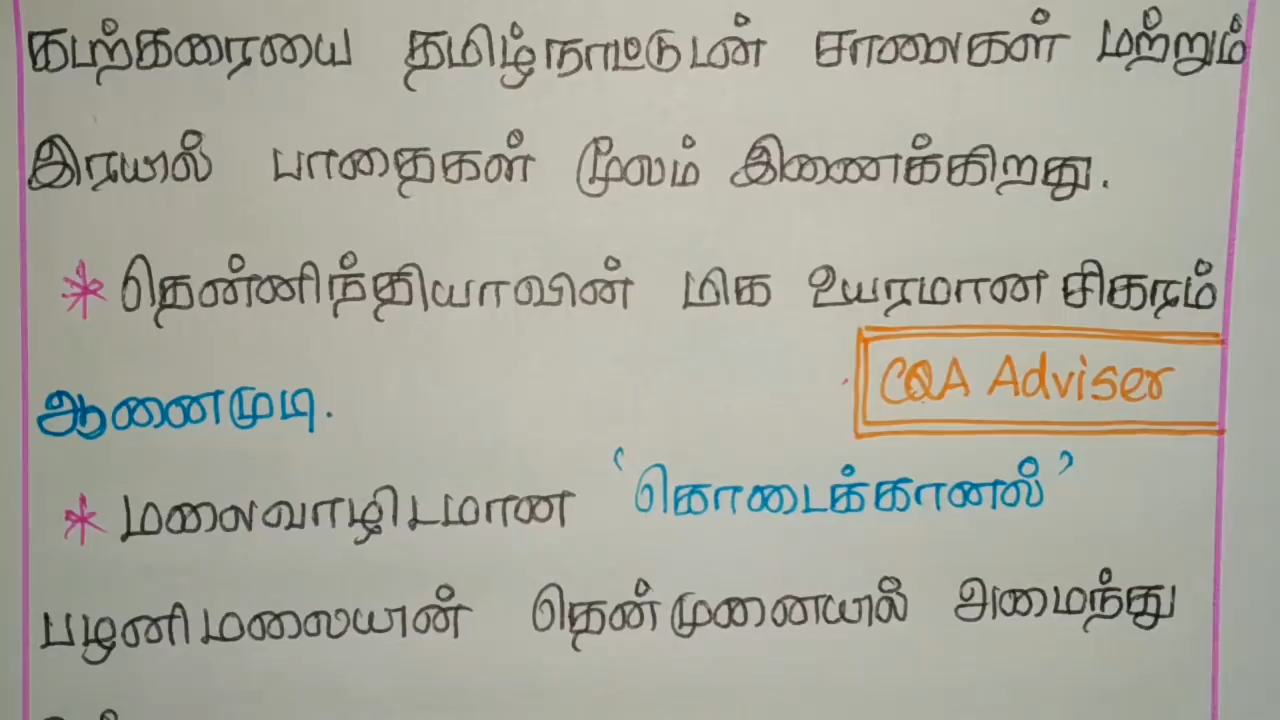 கடற்கரையை தமிழ்நாட்டுடன் சாலைகள் மற்றும்
இரயில் பாதைகள் மூலம் இணைக்கிறது.
* தென்னிந்தியாவின் மிக உயரமான சிகரம்
CQA Adviser
ஆனைமுடி.
* மலைவாழிடமான 'கொடைக்கானல்'
பழனிமலையின் தென்முனையில் அமைந்து